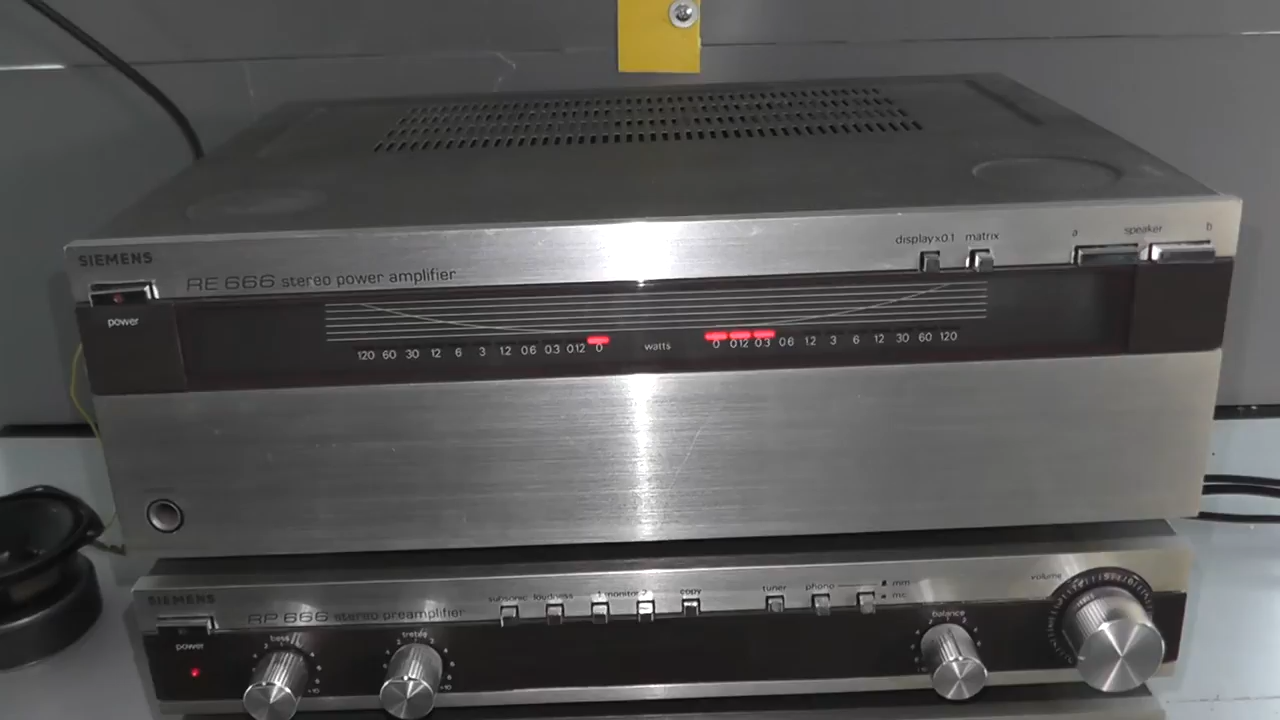 SIEMENS
RE 666 stereo power amplifier
display x0.1 matrix
a speaker b
power
120 60 30 12 6 3 1.2 0.6 0.3 0.12 0 watts 0 0.12 0.3 0.6 1.2 3 6 12 30 60 120
SIEMENS
RP 666 stereo preamplifier
subsonic loudness 1 monitor 2 copy tuner phono mm
mc
volume
power
bass
treble
balance